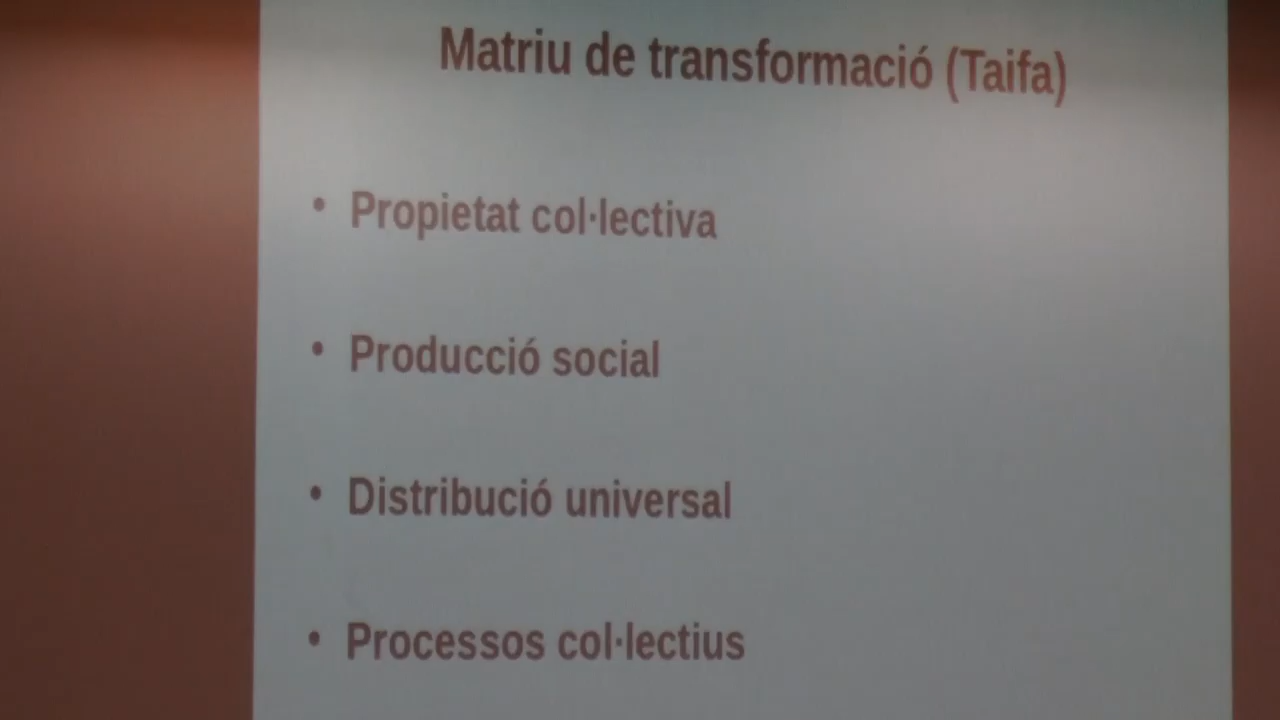 Matriu de transformació (Taifa)
• Propietat col·lectiva
• Producció social
• Distribució universal
• Processos col·lectius